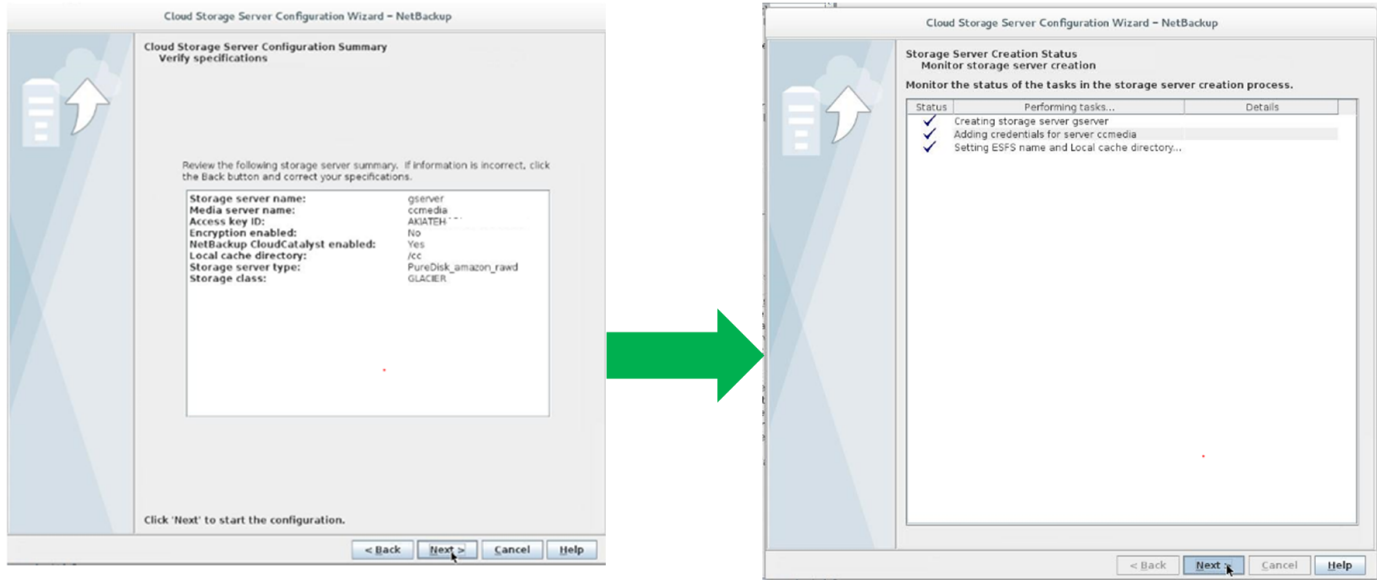 Cloud Storage Server Configuration Wizard – NetBackup
Cloud Storage Server Configuration Summary
Verify specifications
Review the following storage server summary. If information is incorrect, click
the Back button and correct your specifications.
Storage server name: gserver
Media server name: ccmedia
Access key ID: AKIATEH
Encryption enabled: No
NetBackup CloudCatalyst enabled: Yes
Local cache directory: /cc
Storage server type: PureDisk_amazon_rawd
Storage class: GLACIER
Click 'Next' to start the configuration.
< Back Next > Cancel Help
Cloud Storage Server Configuration Wizard – NetBackup
Storage Server Creation Status
Monitor storage server creation
Monitor the status of the tasks in the storage server creation process.
Status Performing tasks... Details
Creating storage server gserver
Adding credentials for server ccmedia
Setting ESFS name and Local cache directory...
< Back Next > Cancel Help